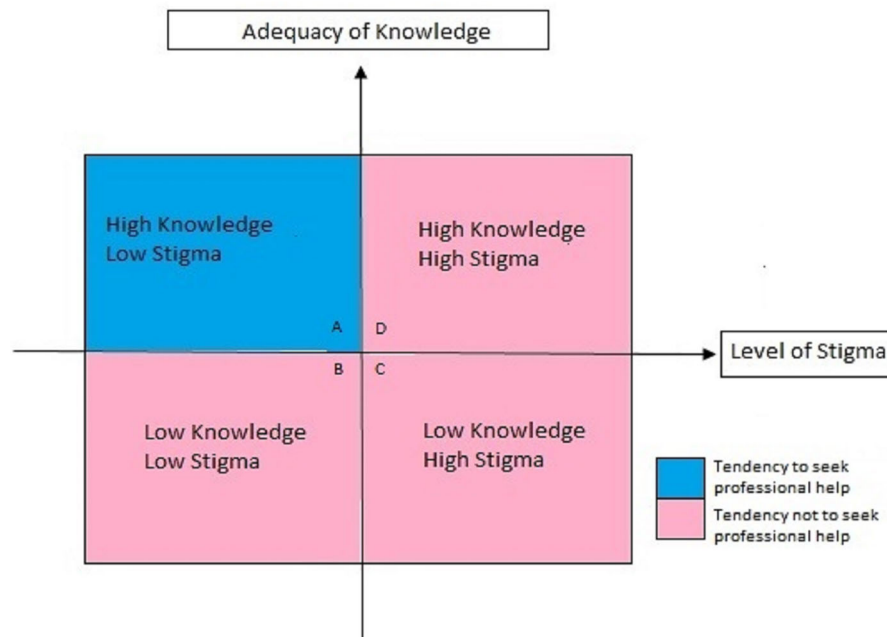 Adequacy of Knowledge
High Knowledge
Low Stigma
High Knowledge
High Stigma
A
D
Level of Stigma
B
C
Low Knowledge
Low Stigma
Low Knowledge
High Stigma
Tendency to seek
professional help
Tendency not to seek
professional help